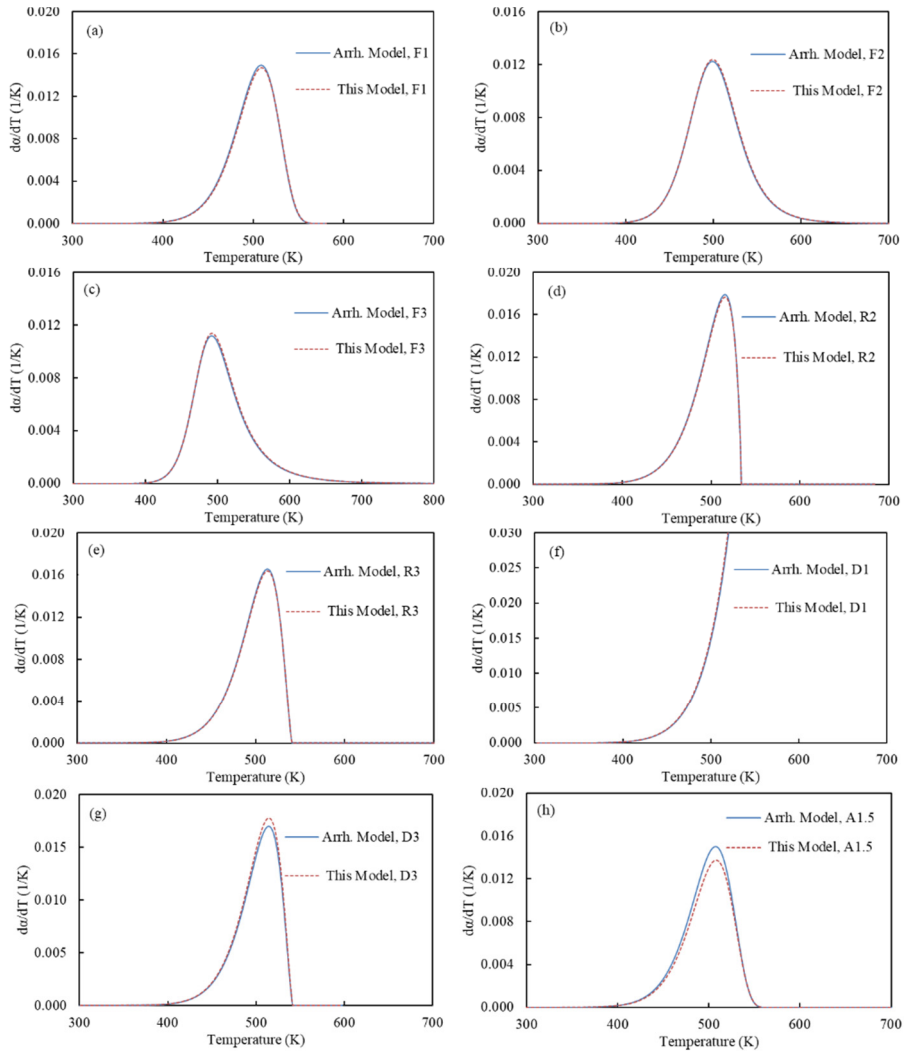 (a)
Arrh. Model, F1
This Model, F1
dα/dT (1/K)
0.020
0.016
0.012
0.008
0.004
0.000
300 400 500 600 700
Temperature (K)
(b)
Arrh. Model, F2
This Model, F2
dα/dT (1/K)
0.016
0.012
0.008
0.004
0.000
300 400 500 600 700
Temperature (K)
(c)
Arrh. Model, F3
This Model, F3
dα/dT (1/K)
0.016
0.012
0.008
0.004
0.000
300 400 500 600 700 800
Temperature (K)
(d)
Arrh. Model, R2
This Model, R2
dα/dT (1/K)
0.020
0.016
0.012
0.008
0.004
0.000
300 400 500 600 700
Temperature (K)
(e)
Arrh. Model, R3
This Model, R3
dα/dT (1/K)
0.020
0.016
0.012
0.008
0.004
0.000
300 400 500 600 700
Temperature (K)
(f)
Arrh. Model, D1
This Model, D1
dα/dT (1/K)
0.030
0.025
0.020
0.015
0.010
0.005
0.000
300 400 500 600 700
Temperature (K)
(g)
Arrh. Model, D3
This Model, D3
dα/dT (1/K)
0.020
0.015
0.010
0.005
0.000
300 400 500 600 700
Temperature (K)
(h)
Arrh. Model, A1.5
This Model, A1.5
dα/dT (1/K)
0.020
0.016
0.012
0.008
0.004
0.000
300 400 500 600 700
Temperature (K)